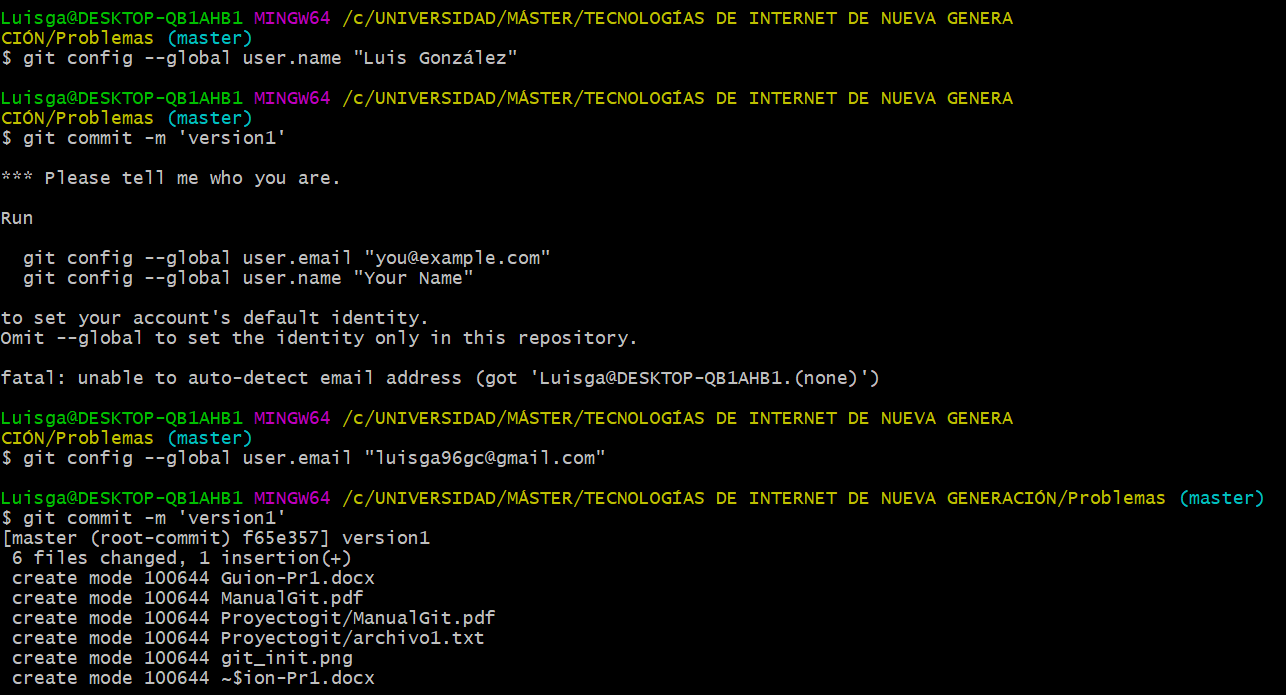 Luisga@DESKTOP-QB1AHB1 MINGW64 /c/UNIVERSIDAD/MÁSTER/TECNOLOGÍAS DE INTERNET DE NUEVA GENERA
CIÓN/Problemas (master)
$ git config --global user.name "Luis González"
Luisga@DESKTOP-QB1AHB1 MINGW64 /c/UNIVERSIDAD/MÁSTER/TECNOLOGÍAS DE INTERNET DE NUEVA GENERA
CIÓN/Problemas (master)
$ git commit -m 'version1'
*** Please tell me who you are.
Run
git config --global user.email "you@example.com"
git config --global user.name "Your Name"
to set your account's default identity.
Omit --global to set the identity only in this repository.
fatal: unable to auto-detect email address (got 'Luisga@DESKTOP-QB1AHB1.(none)')
Luisga@DESKTOP-QB1AHB1 MINGW64 /c/UNIVERSIDAD/MÁSTER/TECNOLOGÍAS DE INTERNET DE NUEVA GENERA
CIÓN/Problemas (master)
$ git config --global user.email "luisga96gc@gmail.com"
Luisga@DESKTOP-QB1AHB1 MINGW64 /c/UNIVERSIDAD/MÁSTER/TECNOLOGÍAS DE INTERNET DE NUEVA GENERACIÓN/Problemas (master)
$ git commit -m 'version1'
[master (root-commit) f65e357] version1
6 files changed, 1 insertion(+)
create mode 100644 Guion-Pr1.docx
create mode 100644 ManualGit.pdf
create mode 100644 Proyectogit/ManualGit.pdf
create mode 100644 Proyectogit/archivo1.txt
create mode 100644 git_init.png
create mode 100644 ~$ion-Pr1.docx